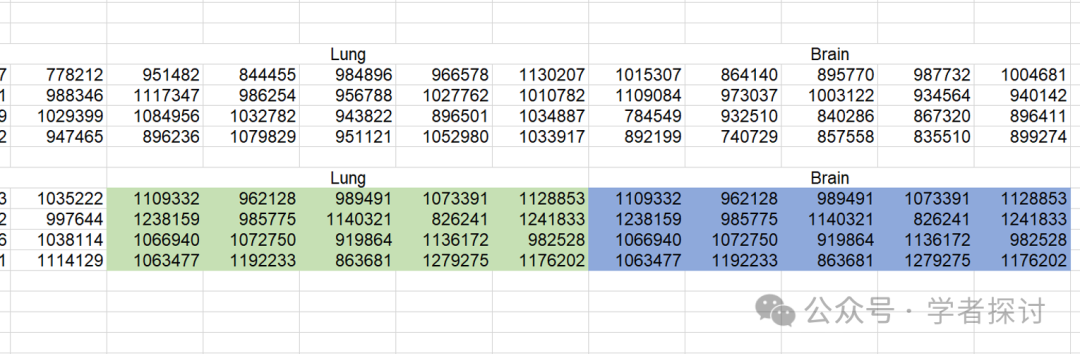 Lung Brain
7 778212 951482 844455 984896 966578 1130207 1015307 864140 895770 987732 1004681
1 988346 1117347 986254 956788 1027762 1010782 1109084 973037 1003122 934564 940142
9 1029399 1084956 1032782 943822 896501 1034887 784549 932510 840286 867320 896411
2 947465 896236 1079829 951121 1052980 1033917 892199 740729 857558 835510 899274
Lung Brain
3 1035222 1109332 962128 989491 1073391 1128853 1109332 962128 989491 1073391 1128853
2 997644 1238159 985775 1140321 826241 1241833 1238159 985775 1140321 826241 1241833
6 1038114 1066940 1072750 919864 1136172 982528 1066940 1072750 919864 1136172 982528
1 1114129 1063477 1192233 863681 1279275 1176202 1063477 1192233 863681 1279275 1176202
公众号 · 学者探讨